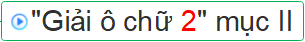 "Giải ô chữ 2" mục II